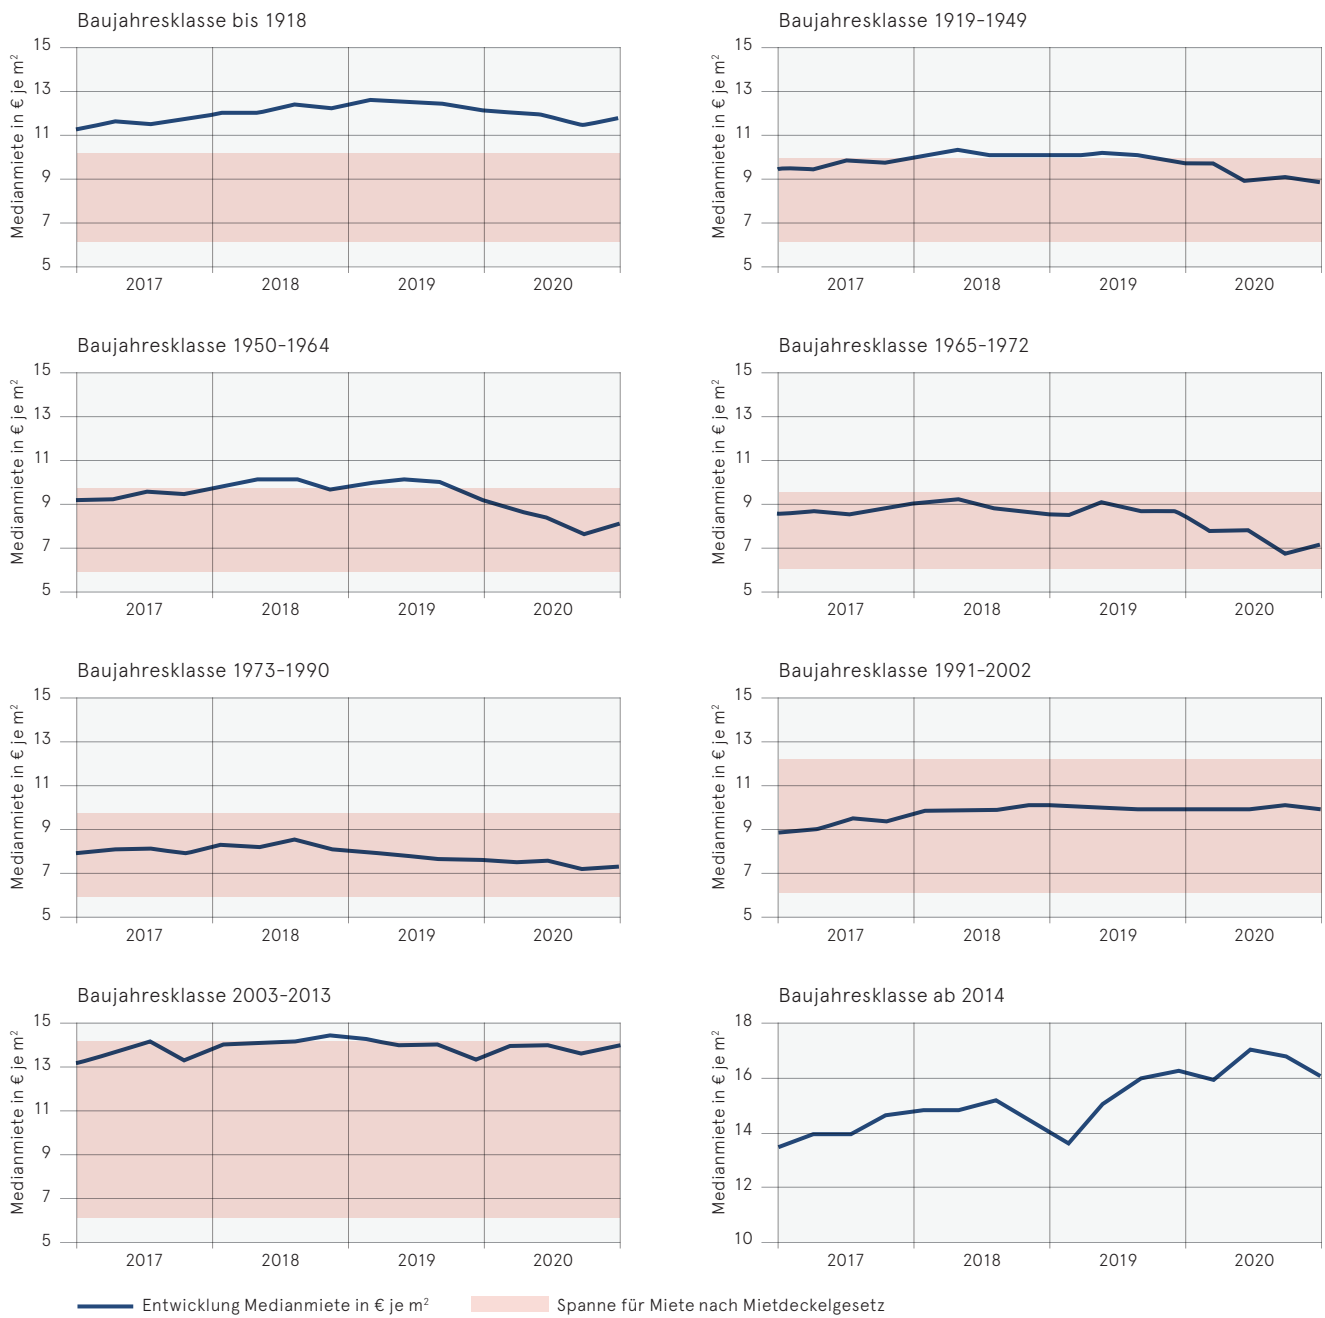 Baujahresklasse bis 1918
Medianmiete in € je m²
15
13
11
9
7
5
2017 2018 2019 2020
Baujahresklasse 1919-1949
Medianmiete in € je m²
15
13
11
9
7
5
2017 2018 2019 2020
Baujahresklasse 1950-1964
Medianmiete in € je m²
15
13
11
9
7
5
2017 2018 2019 2020
Baujahresklasse 1965-1972
Medianmiete in € je m²
15
13
11
9
7
5
2017 2018 2019 2020
Baujahresklasse 1973-1990
Medianmiete in € je m²
15
13
11
9
7
5
2017 2018 2019 2020
Baujahresklasse 1991-2002
Medianmiete in € je m²
15
13
11
9
7
5
2017 2018 2019 2020
Baujahresklasse 2003-2013
Medianmiete in € je m²
15
13
11
9
7
5
2017 2018 2019 2020
Baujahresklasse ab 2014
Medianmiete in € je m²
18
16
14
12
10
2017 2018 2019 2020
Entwicklung Medianmiete in € je m²
Spanne für Miete nach Mietdeckelgesetz